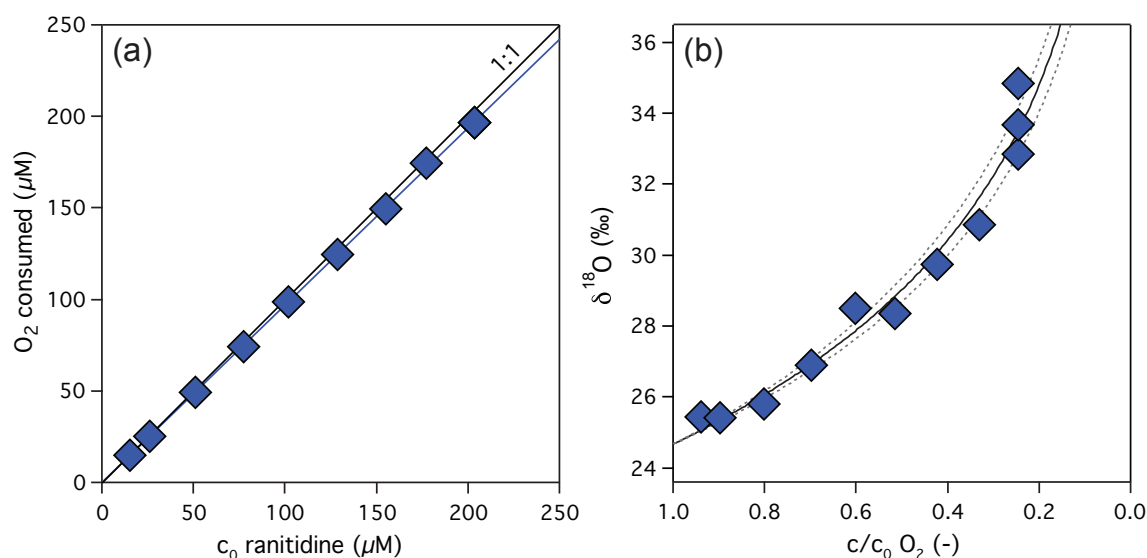 (a)
1:1
O₂ consumed (µM)
250
200
150
100
50
0
0 50 100 150 200 250
c₀ ranitidine (µM)
(b)
δ ¹⁸O (‰)
36
34
32
30
28
26
24
1.0 0.8 0.6 0.4 0.2 0.0
c/c₀ O₂ (-)